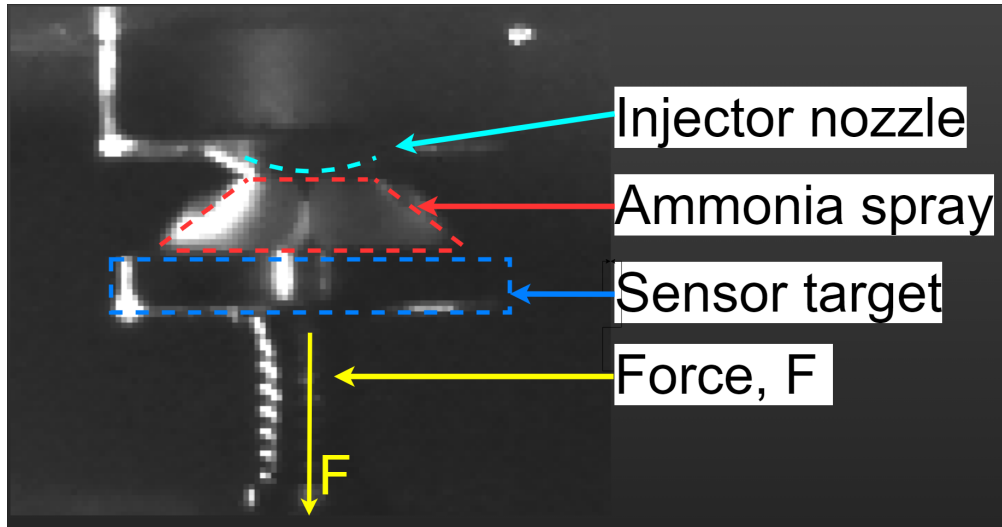 Injector nozzle
Ammonia spray
Sensor target
Force, F
F